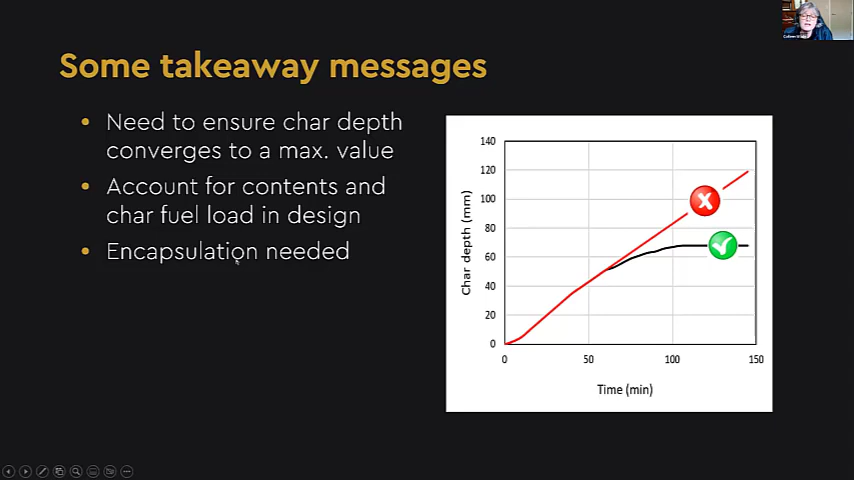 Some takeaway messages
• Need to ensure char depth
converges to a max. value
• Account for contents and
char fuel load in design
• Encapsulation needed
140
120
100
80
60
40
20
0
Char depth (mm)
0 50 100 150
Time (min)